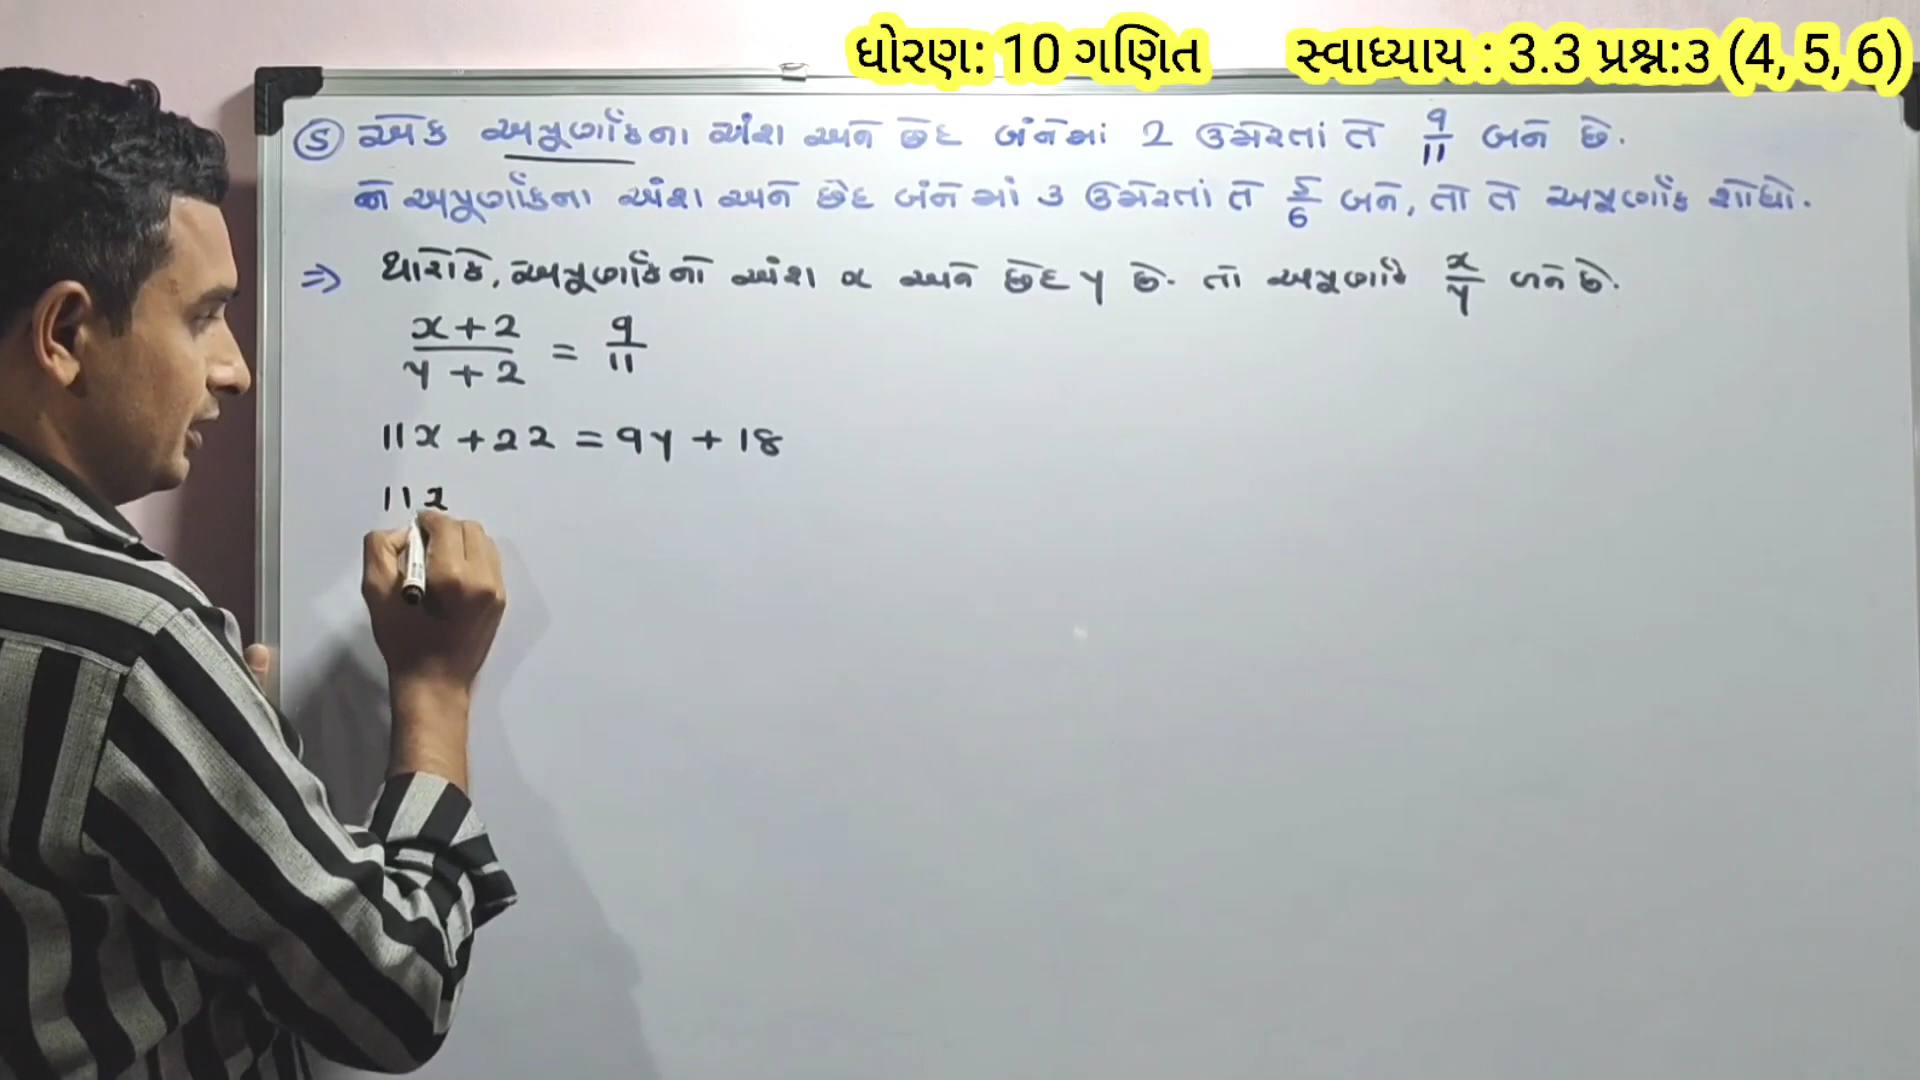 ધોરણ: 10 ગણિત સ્વાધ્યાય : 3.3 પ્રશ્ન:૩ (4, 5, 6)
⑤ એક અપૂર્ણાંકના અંશ અને છેદ બંનેમાં 2 ઉમેરતાં તે 9/11 બને છે.
જો અપૂર્ણાંકના અંશ અને છેદ બંનેમાં ૩ ઉમેરતાં તે 5/6 બને, તો તે અપૂર્ણાંક શોધો.
⇒ ધારોકે, અપૂર્ણાંકનો અંશ x અને છેદ y છે. તો અપૂર્ણાંક x/y બને છે.
x+2 / y+2 = 9/11
11x + 22 = 9y + 18
11x